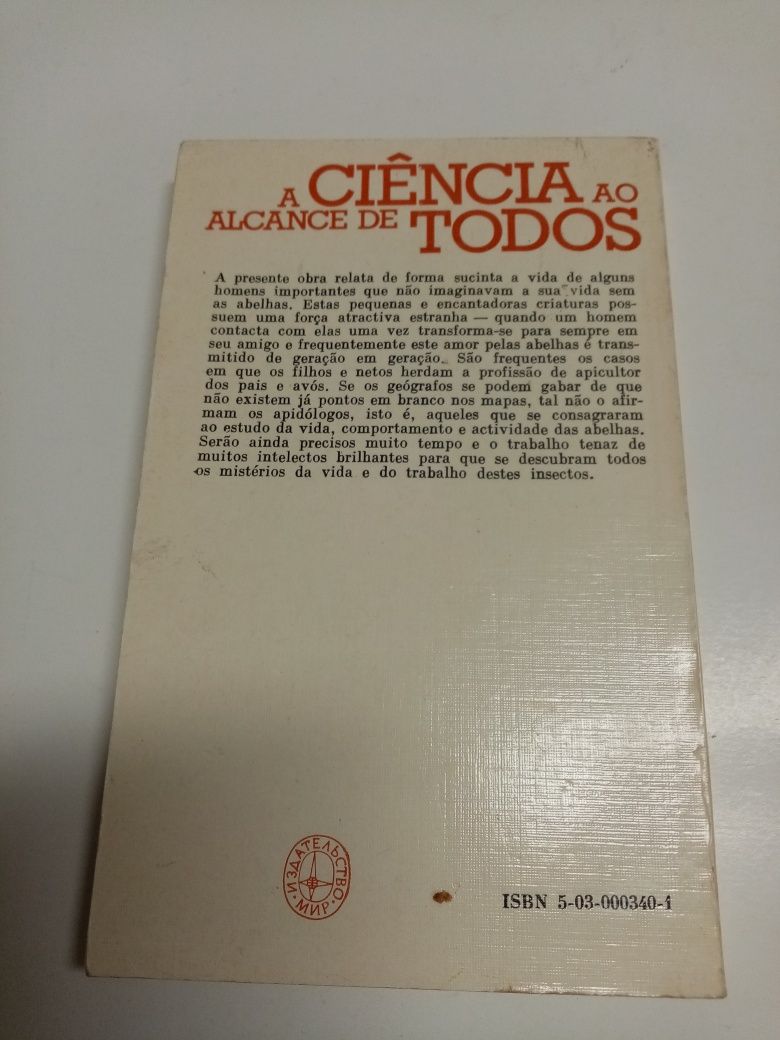 A CIÊNCIA AO
ALCANCE DE TODOS
A presente obra relata de forma sucinta a vida de alguns
homens importantes que não imaginavam a sua vida sem
as abelhas. Estas pequenas e encantadoras criaturas pos-
suem uma força atractiva estranha — quando um homem
contacta com elas uma vez transforma-se para sempre em
seu amigo e frequentemente este amor pelas abelhas é trans-
mitido de geração em geração. São frequentes os casos
em que os filhos e netos herdam a profissão de apicultor
dos pais e avós. Se os geógrafos se podem gabar de que
não existem já pontos em branco nos mapas, tal não o afir-
mam os apidólogos, isto é, aqueles que se consagraram
ao estudo da vida, comportamento e actividade das abelhas.
Serão ainda precisos muito tempo e o trabalho tenaz de
muitos intelectos brilhantes para que se descubram todos
os mistérios da vida e do trabalho destes insectos.
ИЗДАТЕЛЬСТВО
МИР
ISBN 5-03-000340-1